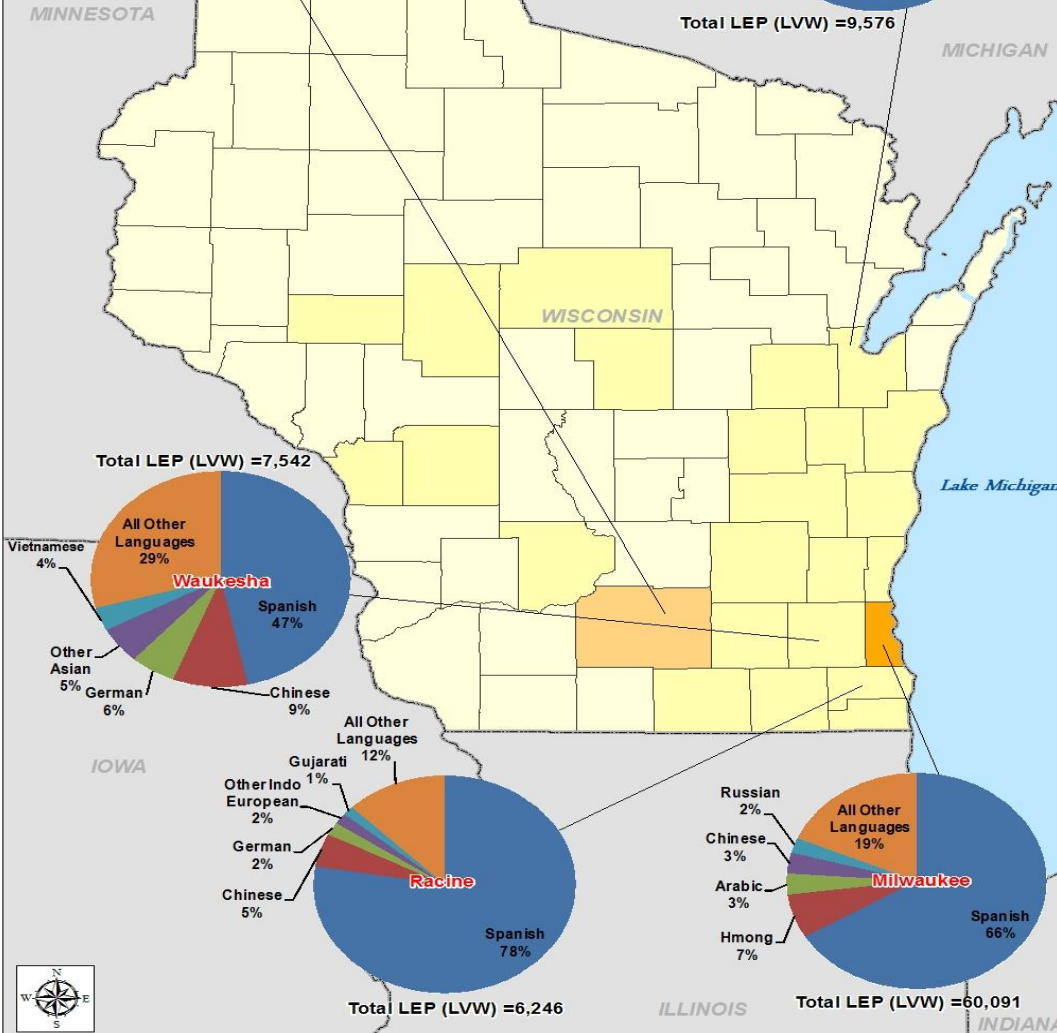 MINNESOTA
Total LEP (LVW) =9,576
MICHIGAN
WISCONSIN
Lake Michigan
Total LEP (LVW) =7,542
All Other
Languages
29%
Vietnamese
4%
Waukesha
Spanish
47%
Other
Asian
5%
German
6%
Chinese
9%
IOWA
All Other
Languages
12%
Gujarati
1%
Other Indo
European
2%
German
2%
Chinese
5%
Racine
Spanish
78%
Total LEP (LVW) =6,246
Russian
2%
All Other
Languages
19%
Chinese
3%
Arabic
3%
Milwaukee
Hmong
7%
Spanish
66%
Total LEP (LVW) =60,091
N
W
E
S
ILLINOIS
INDIANA